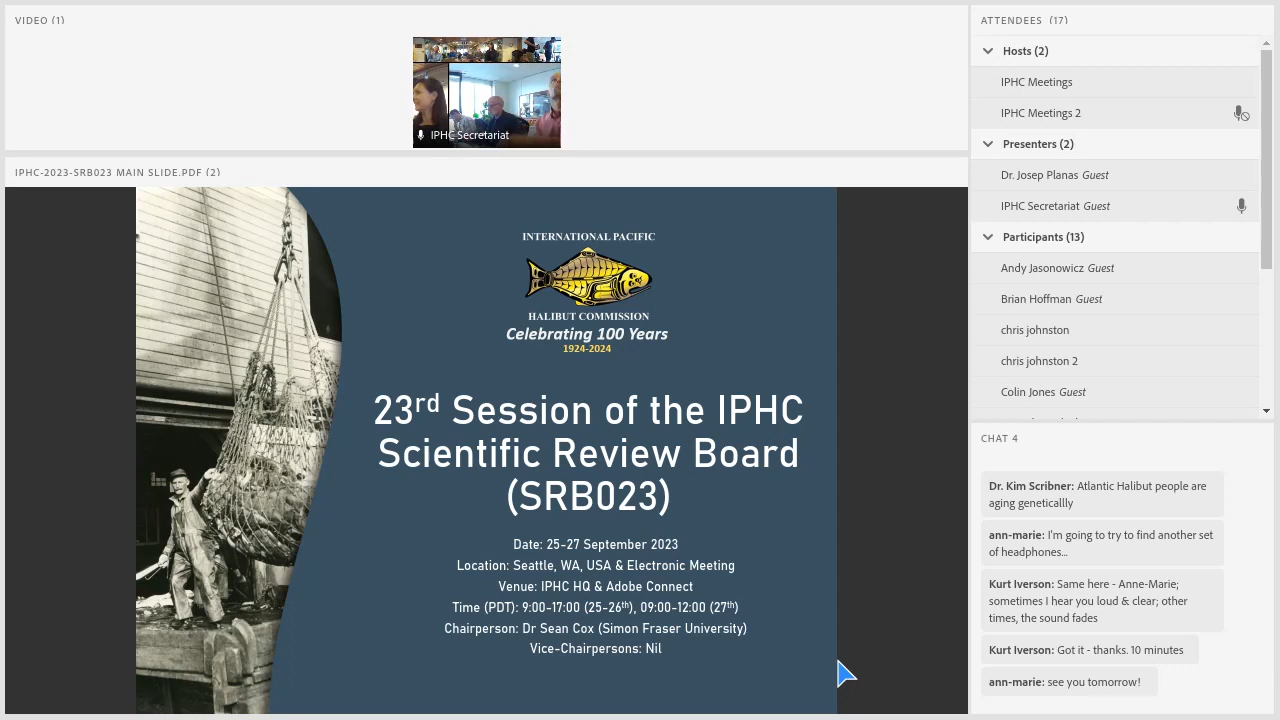 VIDEO (1)
IPHC Secretariat
IPHC-2023-SRB023 MAIN SLIDE.PDF (2)
INTERNATIONAL PACIFIC
HALIBUT COMMISSION
Celebrating 100 Years
1924-2024
23rd Session of the IPHC
Scientific Review Board
(SRB023)
Date: 25-27 September 2023
Location: Seattle, WA, USA & Electronic Meeting
Venue: IPHC HQ & Adobe Connect
Time (PDT): 9:00-17:00 (25-26th), 09:00-12:00 (27th)
Chairperson: Dr Sean Cox (Simon Fraser University)
Vice-Chairpersons: Nil
ATTENDEES (17)
Hosts (2)
IPHC Meetings
IPHC Meetings 2
Presenters (2)
Dr. Josep Planas Guest
IPHC Secretariat Guest
Participants (13)
Andy Jasonowicz Guest
Brian Hoffman Guest
chris johnston
chris johnston 2
Colin Jones Guest
CHAT 4
Dr. Kim Scribner: Atlantic Halibut people are
aging geneticallly
ann-marie: I'm going to try to find another set
of headphones...
Kurt Iverson: Same here - Anne-Marie;
sometimes I hear you loud & clear; other
times, the sound fades
Kurt Iverson: Got it - thanks. 10 minutes
ann-marie: see you tomorrow!